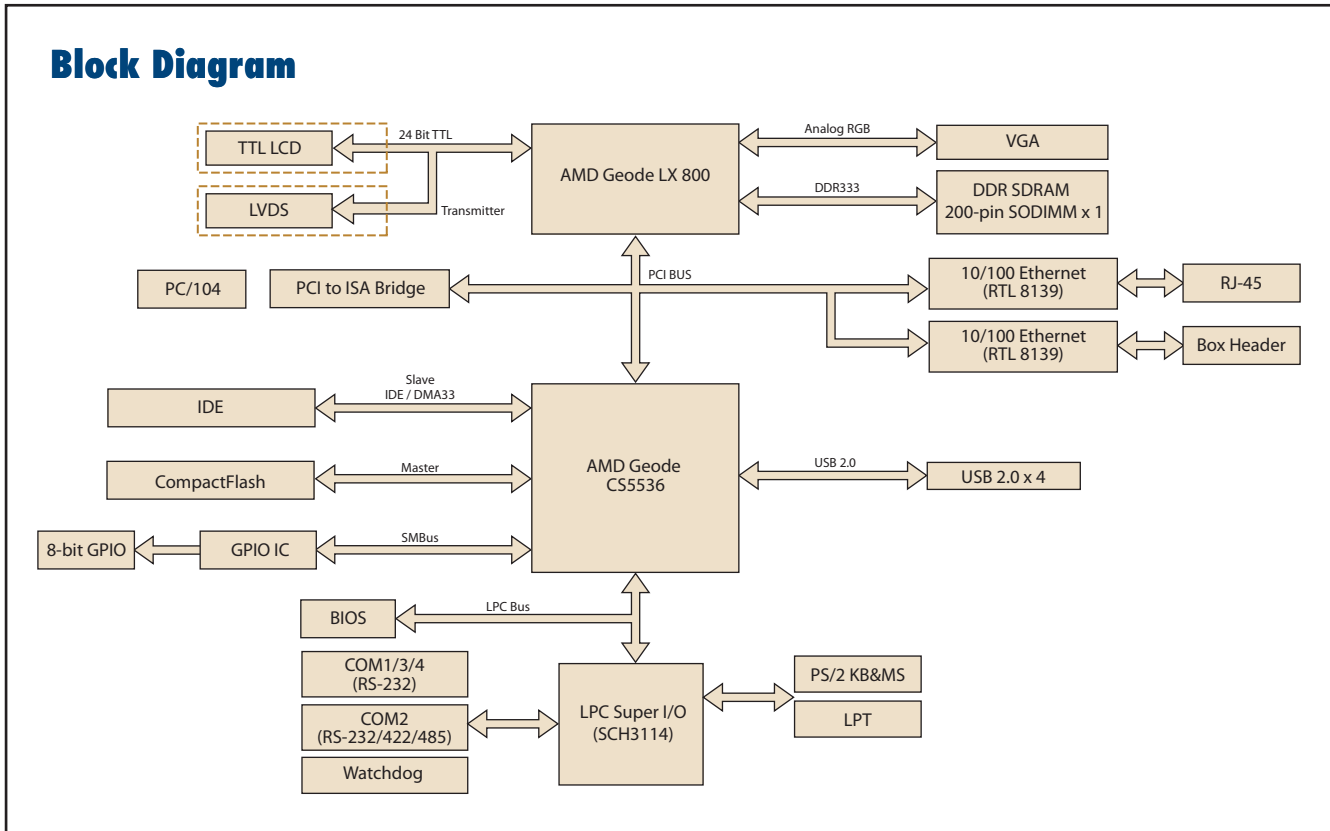 Block Diagram
TTL LCD
24 Bit TTL
AMD Geode LX 800
Analog RGB
VGA
LVDS
Transmitter
DDR333
DDR SDRAM
200-pin SODIMM x 1
PC/104
PCI to ISA Bridge
PCI BUS
10/100 Ethernet
(RTL 8139)
RJ-45
10/100 Ethernet
(RTL 8139)
Box Header
IDE
Slave
IDE / DMA33
AMD Geode
CS5536
CompactFlash
Master
USB 2.0
USB 2.0 x 4
8-bit GPIO
GPIO IC
SMBus
BIOS
LPC Bus
COM1/3/4
(RS-232)
COM2
(RS-232/422/485)
Watchdog
LPC Super I/O
(SCH3114)
PS/2 KB&MS
LPT